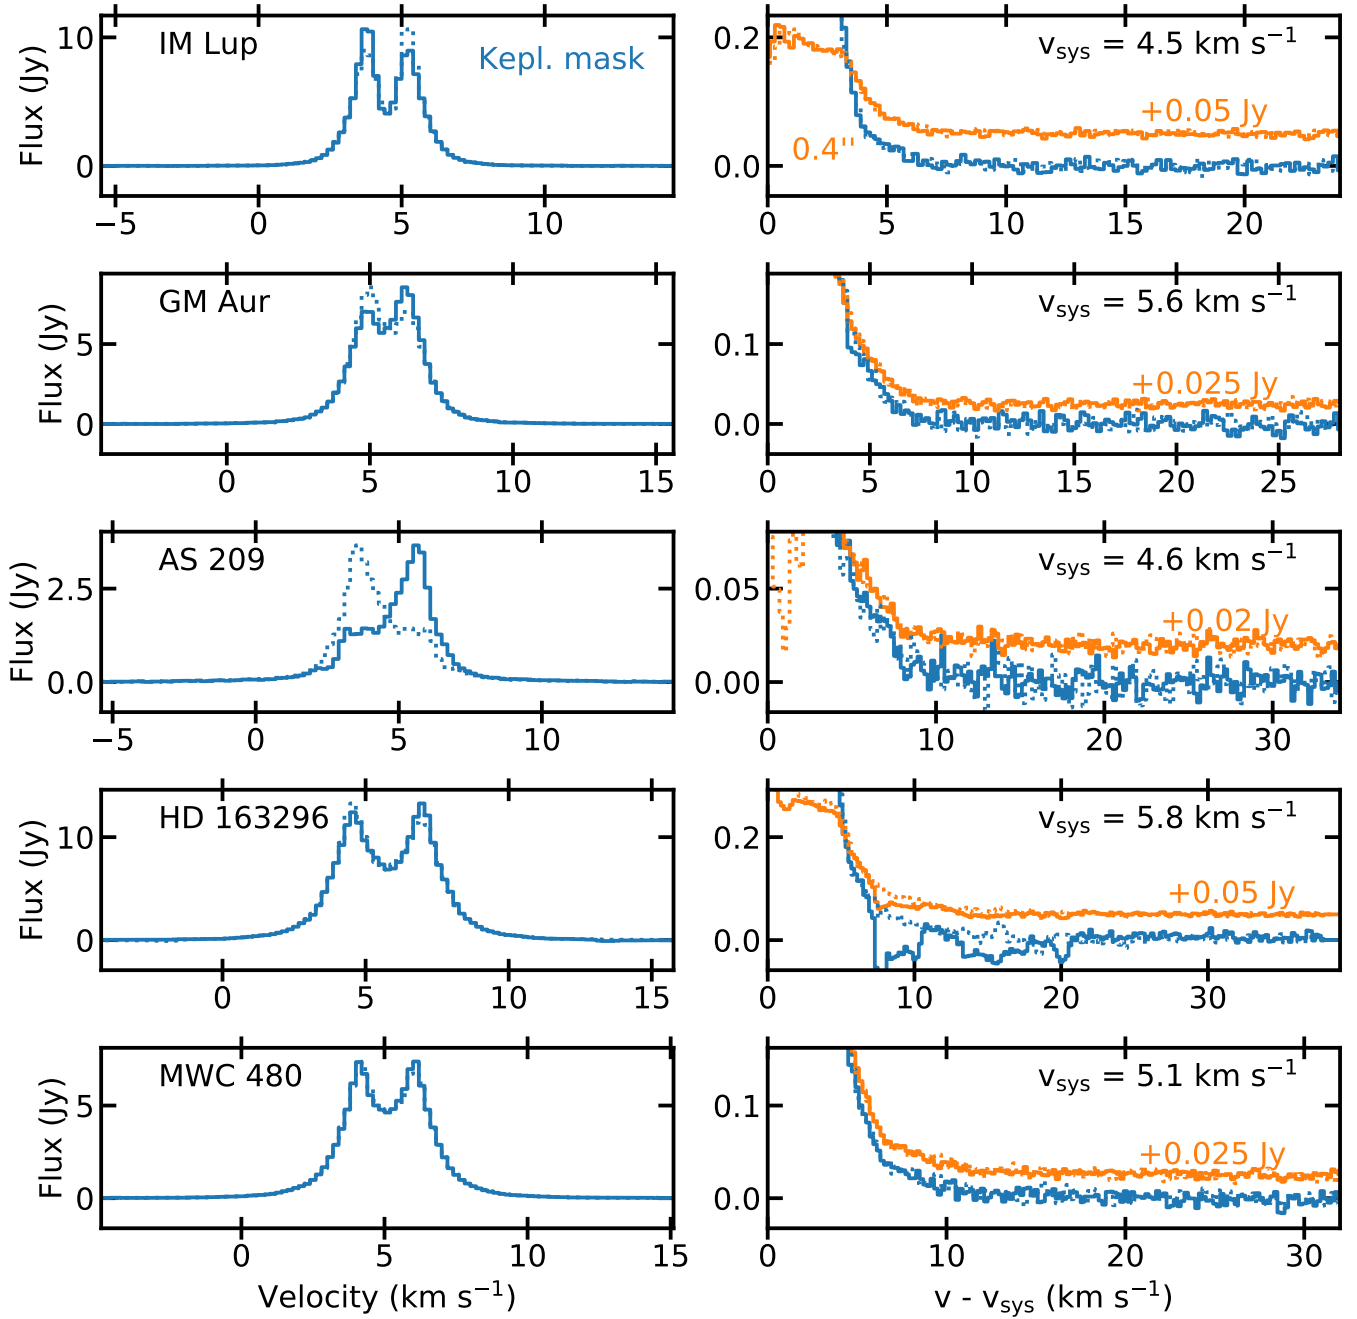 IM Lup
Kepl. mask
Flux (Jy)
10
0
−5 0 5 10
v_sys = 4.5 km s⁻¹
+0.05 Jy
0.4''
0.2
0.0
0 5 10 15 20
GM Aur
Flux (Jy)
5
0
0 5 10 15
v_sys = 5.6 km s⁻¹
+0.025 Jy
0.1
0.0
0 5 10 15 20 25
AS 209
Flux (Jy)
2.5
0.0
−5 0 5 10
v_sys = 4.6 km s⁻¹
+0.02 Jy
0.05
0.00
0 10 20 30
HD 163296
Flux (Jy)
10
0
0 5 10 15
v_sys = 5.8 km s⁻¹
+0.05 Jy
0.2
0.0
0 10 20 30
MWC 480
Flux (Jy)
5
0
0 5 10 15
Velocity (km s⁻¹)
v_sys = 5.1 km s⁻¹
+0.025 Jy
0.1
0.0
0 10 20 30
v - v_sys (km s⁻¹)